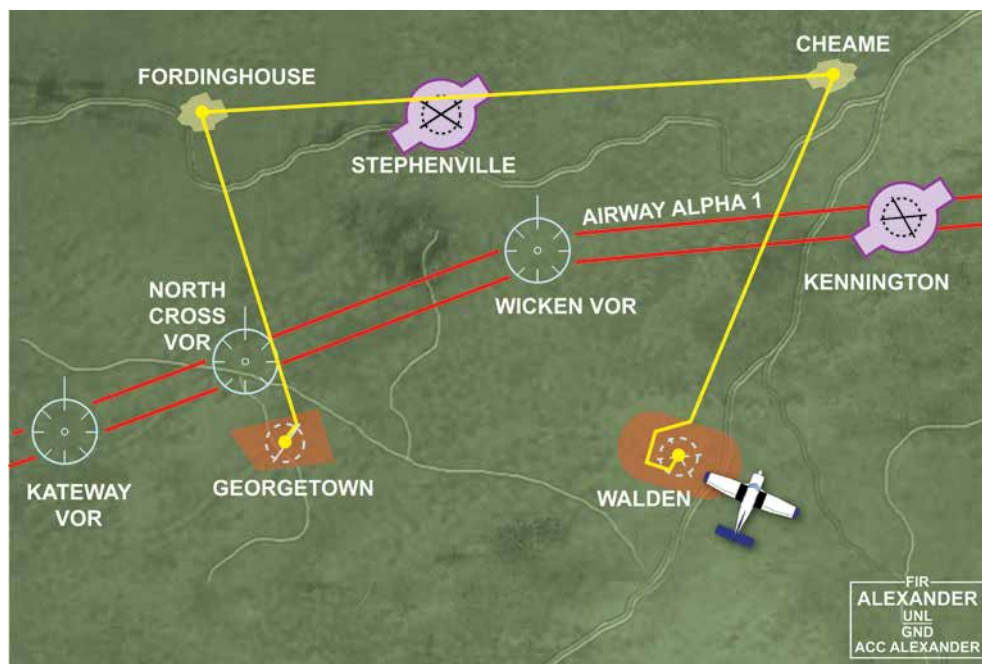 CHEAME
FORDINGHOUSE
STEPHENVILLE
AIRWAY ALPHA 1
KENNINGTON
NORTH
CROSS
VOR
WICKEN VOR
KATEWAY
VOR
GEORGETOWN
WALDEN
FIR
ALEXANDER
UNL
GND
ACC ALEXANDER